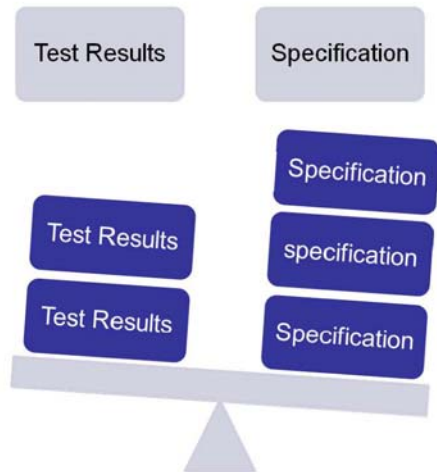 Test Results
Specification
Specification
Test Results
specification
Test Results
Specification